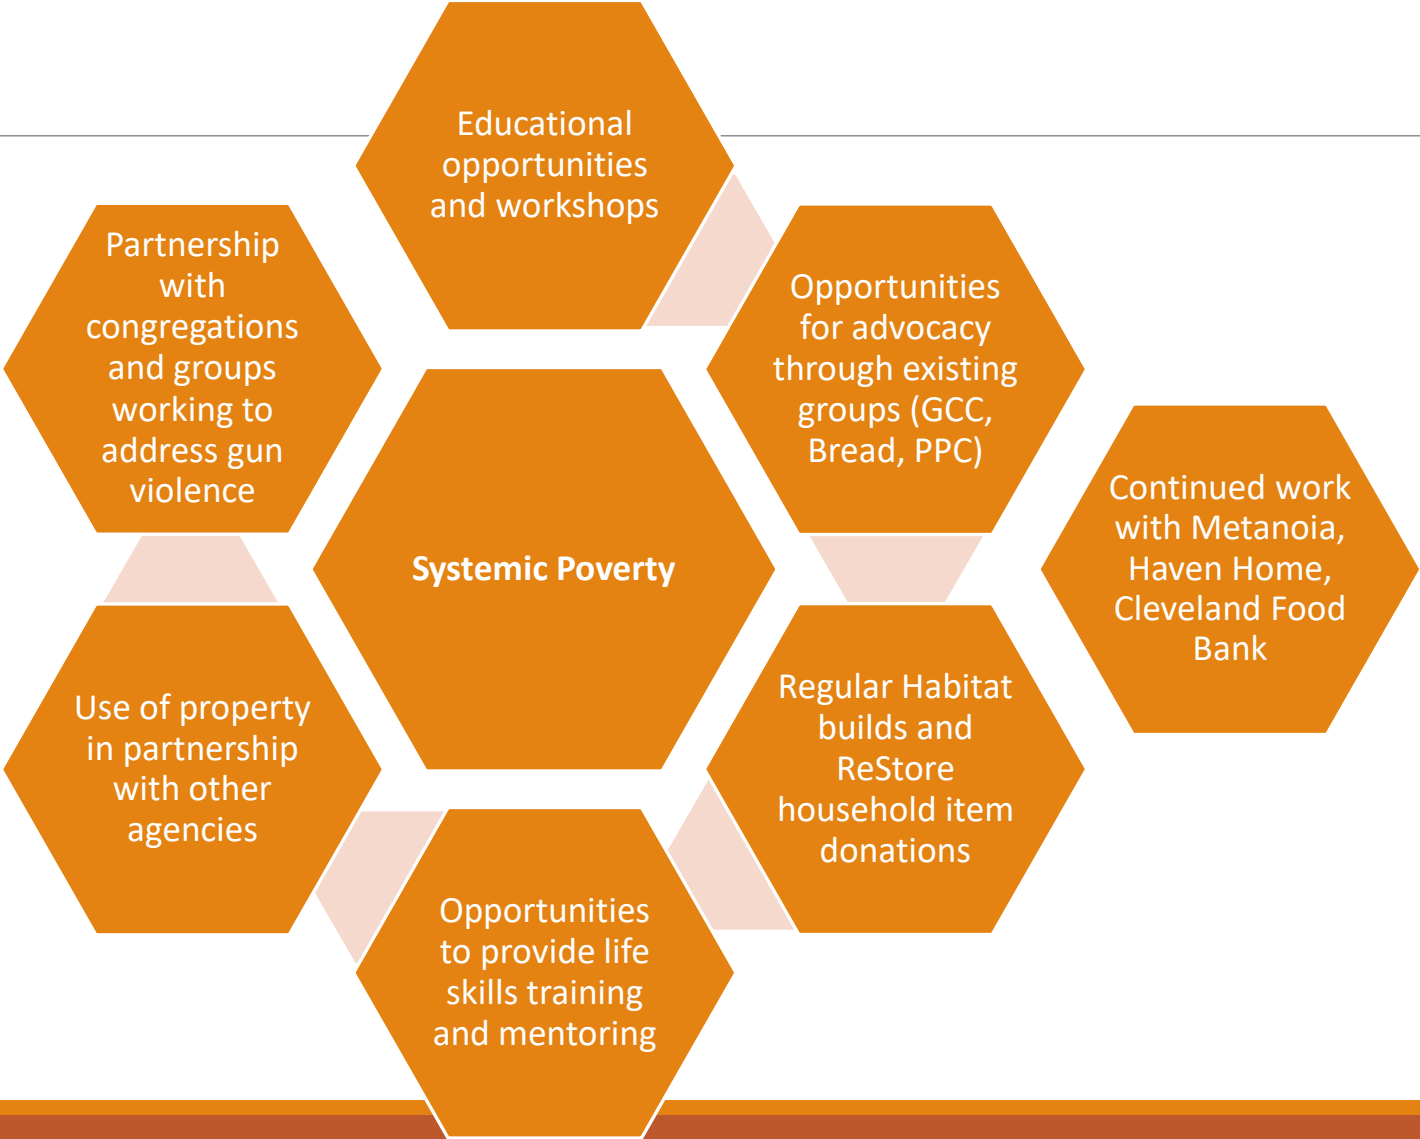 Educational
opportunities
and workshops
Partnership
with
congregations
and groups
working to
address gun
violence
Opportunities
for advocacy
through existing
groups (GCC,
Bread, PPC)
Systemic Poverty
Continued work
with Metanoia,
Haven Home,
Cleveland Food
Bank
Use of property
in partnership
with other
agencies
Regular Habitat
builds and
ReStore
household item
donations
Opportunities
to provide life
skills training
and mentoring